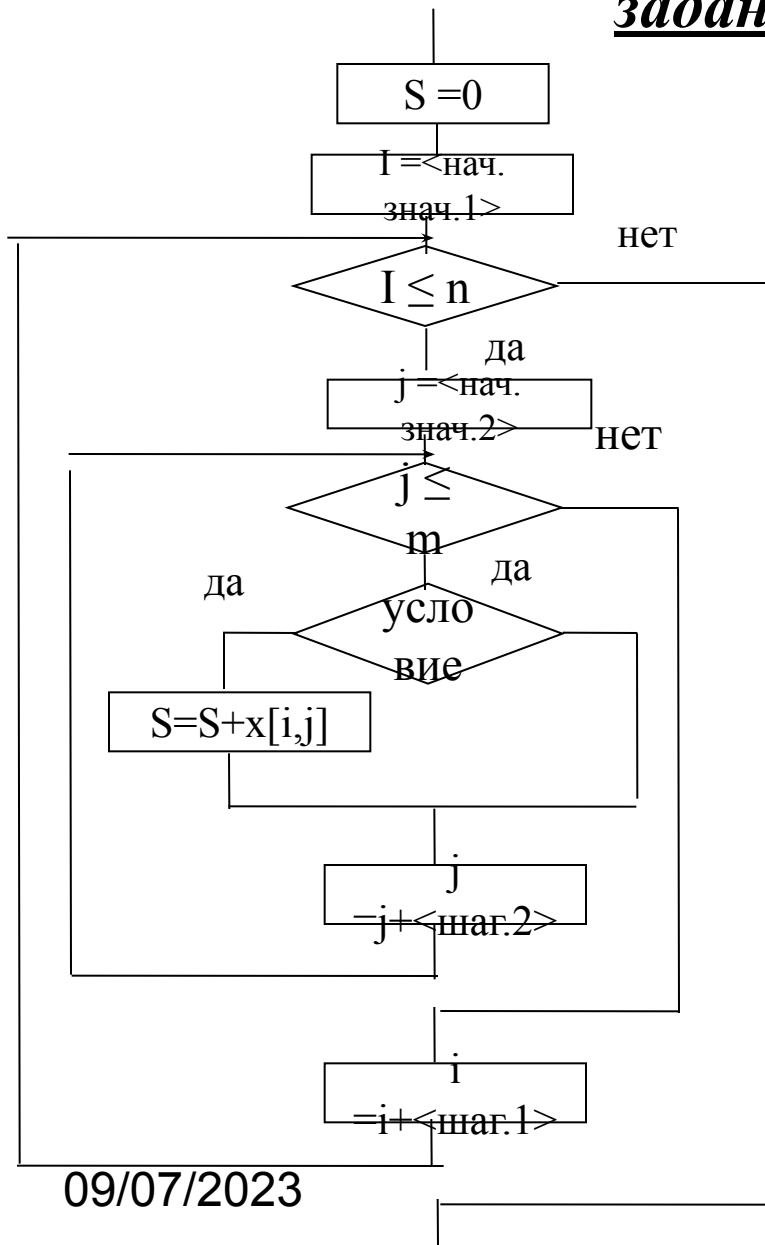 S =0
I =<нач.
знач.1>
нет
I ≤ n
да
j =<нач.
знач.2>
нет
j ≤
m
да
да
усло
вие
S=S+x[i,j]
j
=j+<шаг.2>
i
=i+<шаг.1>
09/07/2023